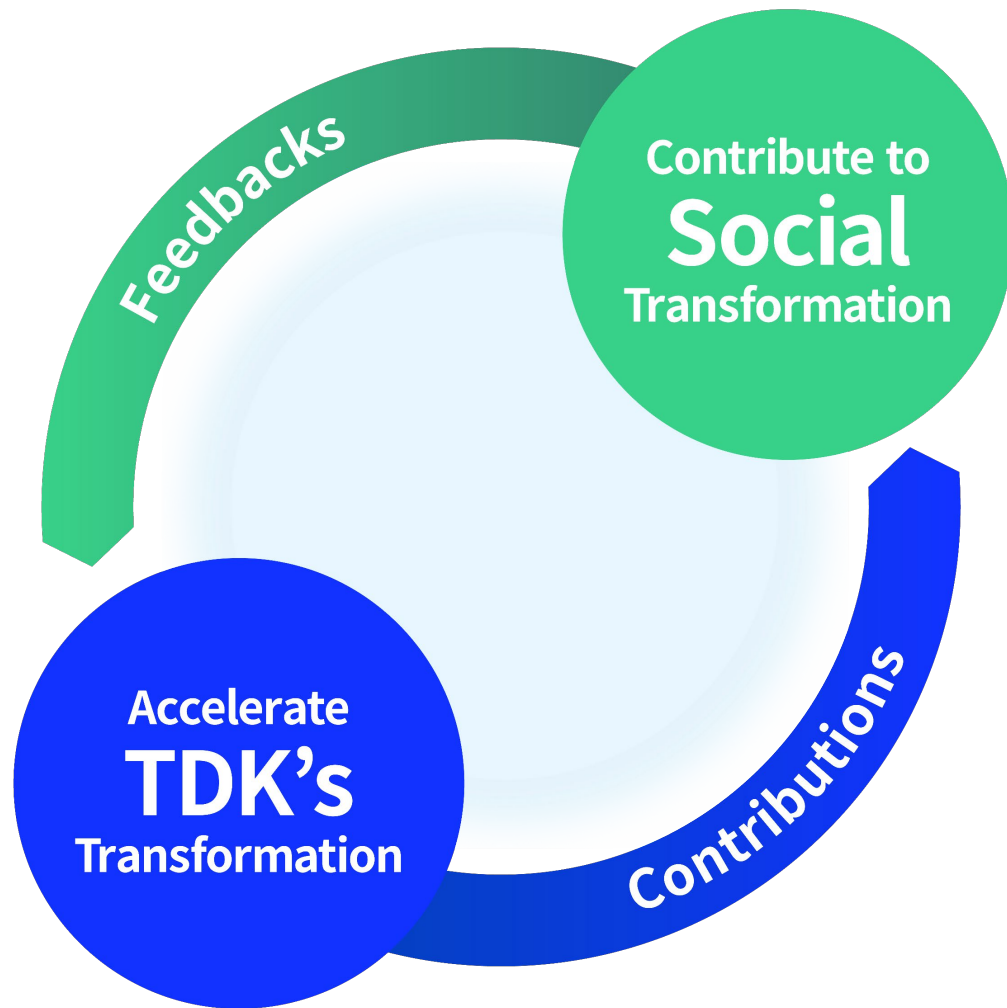 Feedbacks
Contribute to
Social
Transformation
Accelerate
TDK’s
Transformation
Contributions